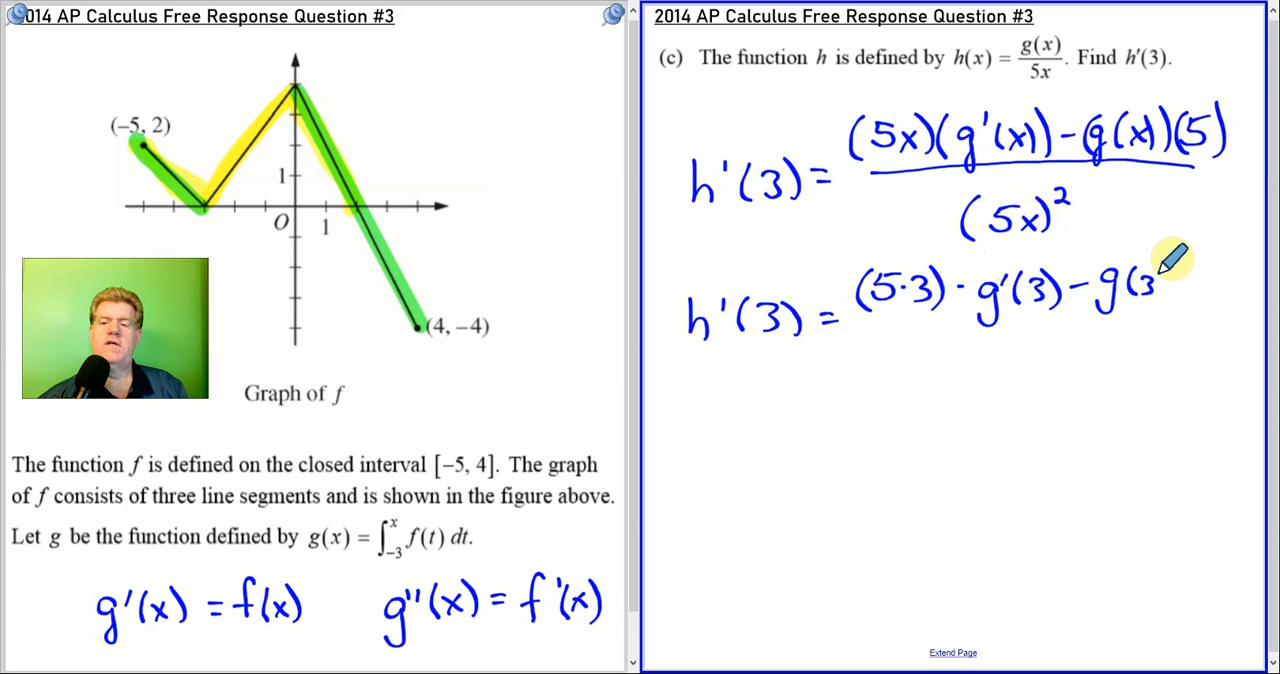 2014 AP Calculus Free Response Question #3
(−5, 2)
1
O
1
(4, −4)
Graph of f
The function f is defined on the closed interval [−5, 4]. The graph
of f consists of three line segments and is shown in the figure above.
Let g be the function defined by g(x) = ∫_{-3}^{x} f(t) dt.
g'(x) = f(x) g''(x) = f'(x)
2014 AP Calculus Free Response Question #3
(c) The function h is defined by h(x) = g(x)/5x. Find h′(3).
h'(3) = (5x)(g'(x)) − (g(x))(5)
(5x)²
h'(3) = (5·3) · g'(3) − g(3
Extend Page